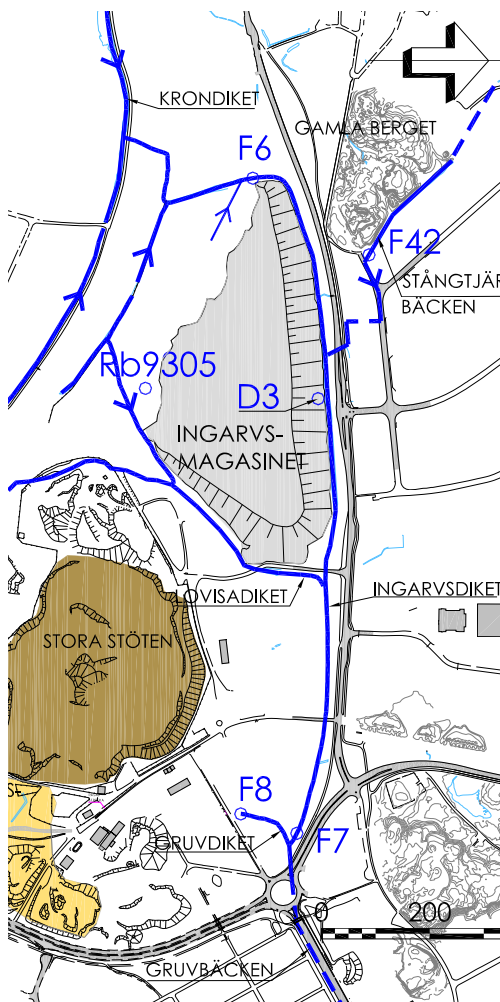 KRONDIKET
GAMLA BERGET
F6
F42
STÅNGTJÄR
BÄCKEN
Rb9305
D3
INGARVS-
MAGASINET
LOVISADIKET
INGARVSDIKET
STORA STÖTEN
F8
F7
GRUVDIKET
0 200
GRUVBÄCKEN